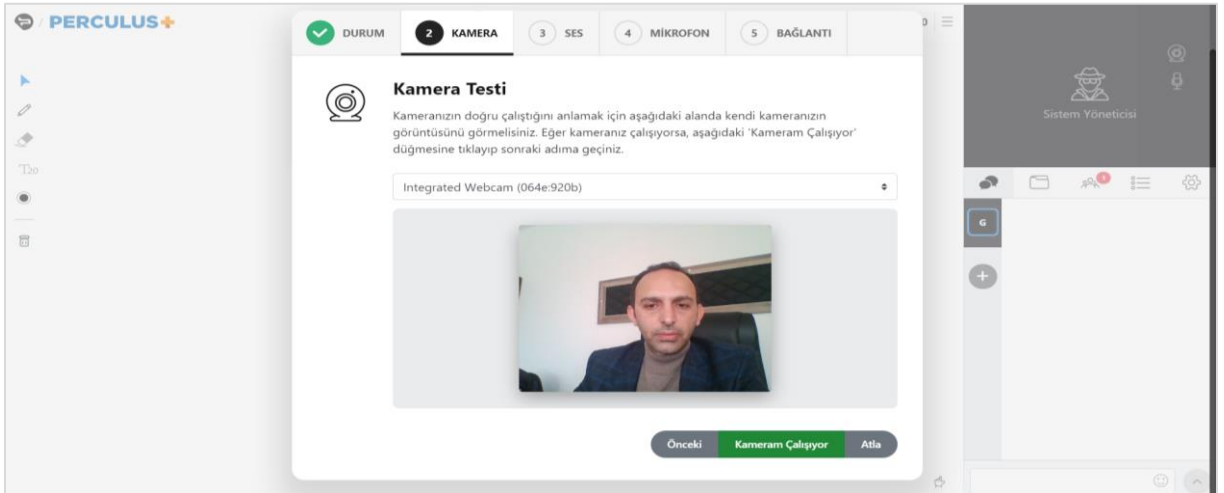 PERCULUS+
DURUM
2 KAMERA
3 SES
4 MİKROFON
5 BAĞLANTI
Kamera Testi
Kameranızın doğru çalıştığını anlamak için aşağıdaki alanda kendi kameranızın
görüntüsünü görmelisiniz. Eğer kameranız çalışıyorsa, aşağıdaki 'Kameram Çalışıyor'
düğmesine tıklayıp sonraki adıma geçiniz.
Integrated Webcam (064e:920b)
Önceki
Kameram Çalışıyor
Atla
T20
Sistem Yöneticisi
G